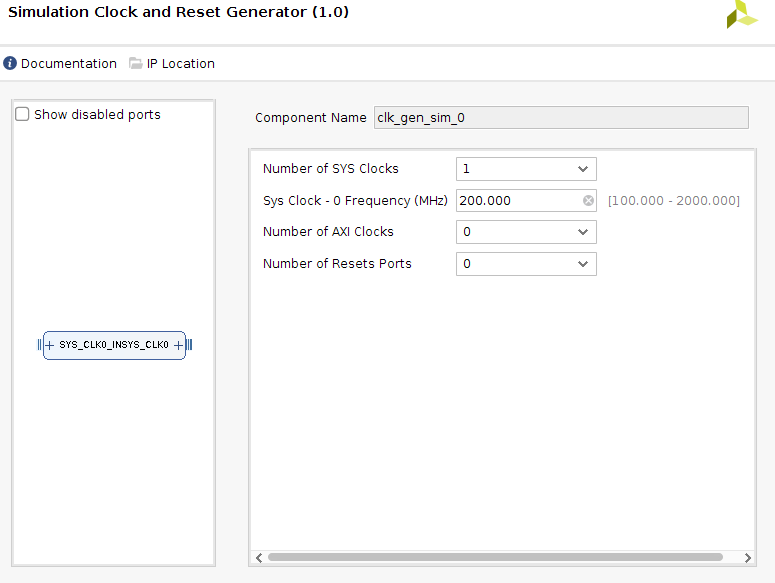 Simulation Clock and Reset Generator (1.0)
Documentation IP Location
Show disabled ports
SYS_CLK0_INSYS_CLK0
Component Name clk_gen_sim_0
Number of SYS Clocks 1
Sys Clock - 0 Frequency (MHz) 200.000 [100.000 - 2000.000]
Number of AXI Clocks 0
Number of Resets Ports 0